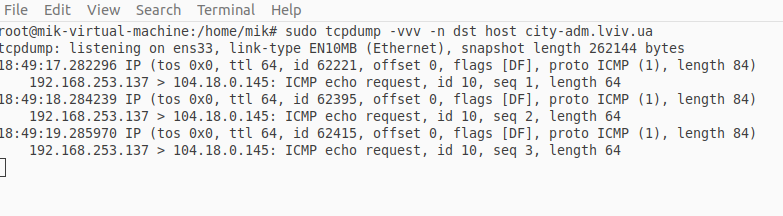 File Edit View Search Terminal Help
root@mik-virtual-machine:/home/mik# sudo tcpdump -vvv -n dst host city-adm.lviv.ua
tcpdump: listening on ens33, link-type EN10MB (Ethernet), snapshot length 262144 bytes
18:49:17.282296 IP (tos 0x0, ttl 64, id 62221, offset 0, flags [DF], proto ICMP (1), length 84)
    192.168.253.137 > 104.18.0.145: ICMP echo request, id 10, seq 1, length 64
18:49:18.284239 IP (tos 0x0, ttl 64, id 62395, offset 0, flags [DF], proto ICMP (1), length 84)
    192.168.253.137 > 104.18.0.145: ICMP echo request, id 10, seq 2, length 64
18:49:19.285970 IP (tos 0x0, ttl 64, id 62415, offset 0, flags [DF], proto ICMP (1), length 84)
    192.168.253.137 > 104.18.0.145: ICMP echo request, id 10, seq 3, length 64